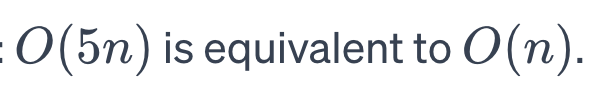 : O(5n) is equivalent to O(n).